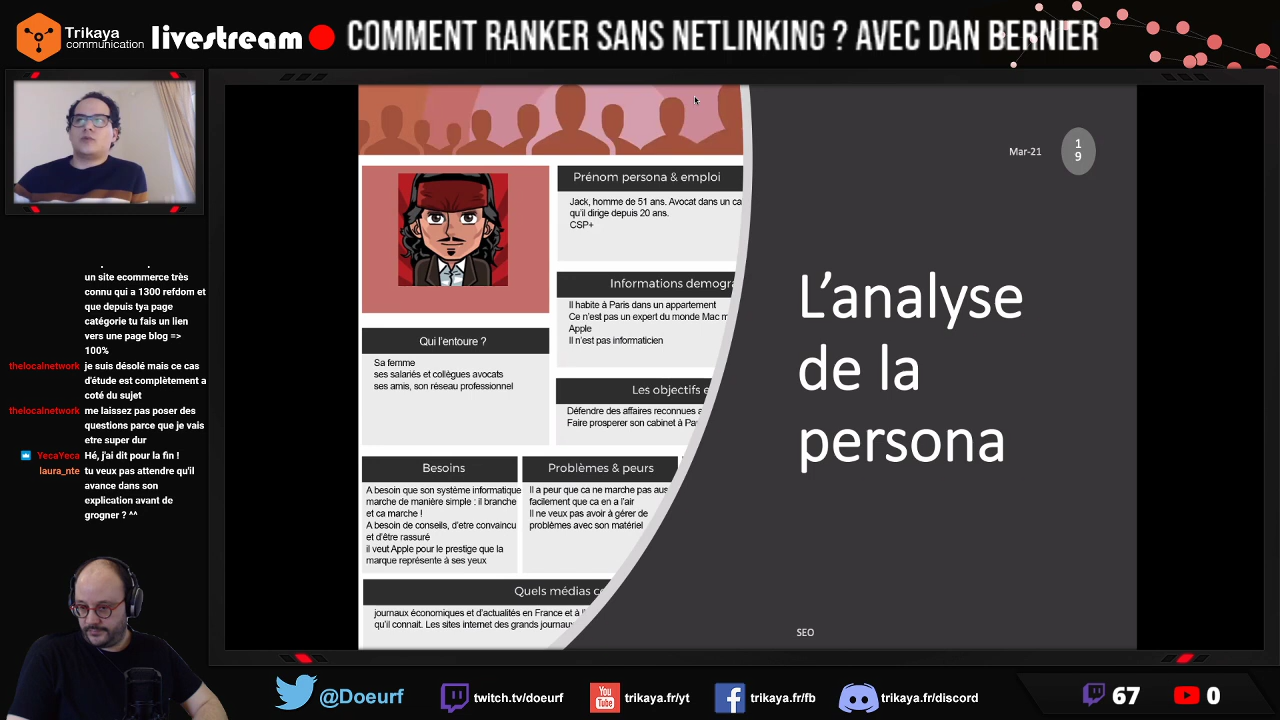 Trikaya
communication
livestream
COMMENT RANKER SANS NETLINKING ? AVEC DAN BERNIER
un site ecommerce très
connu qui a 1300 refdom et
que depuis tya page
catégorie tu fais un lien
vers une page blog =>
100%
thelocalnetwork je suis désolé mais ce cas
d'étude est complètement a
coté du sujet
thelocalnetwork me laissez pas poser des
questions parce que je vais
etre super dur
YecaYeca Hé, j'ai dit pour la fin !
laura_nte tu veux pas attendre qu'il
avance dans son
explication avant de
grogner ? ^^
Prénom persona & emploi
Jack, homme de 51 ans. Avocat dans un ca
qu'il dirige depuis 20 ans.
CSP+
Informations demogra
Il habite à Paris dans un appartement
Ce n'est pas un expert du monde Mac
Apple
Il n'est pas informaticien
Qui l'entoure ?
Sa femme
ses salariés et collègues avocats
ses amis, son réseau professionnel
Les objectifs e
Défendre des affaires reconnues a
Faire prosperer son cabinet à Pa
Besoins
A besoin que son système informatique
marche de manière simple : il branche
et ca marche !
A besoin de conseils, d'etre convaincu
et d'être rassuré
il veut Apple pour le prestige que la
marque représente à ses yeux
Problèmes & peurs
Il a peur que ca ne marche pas aus
facilement que ca en a l'air
Il ne veux pas avoir à gérer de
problèmes avec son matériel
Quels médias co
journaux économiques et d'actualités en France et à l'
qu'il connait. Les sites internet des grands journaux
Mar-21
1
9
L'analyse
de la
persona
SEO
@Doeurf
twitch.tv/doeurf
You
Tube
trikaya.fr/yt
trikaya.fr/fb
trikaya.fr/discord
67
0